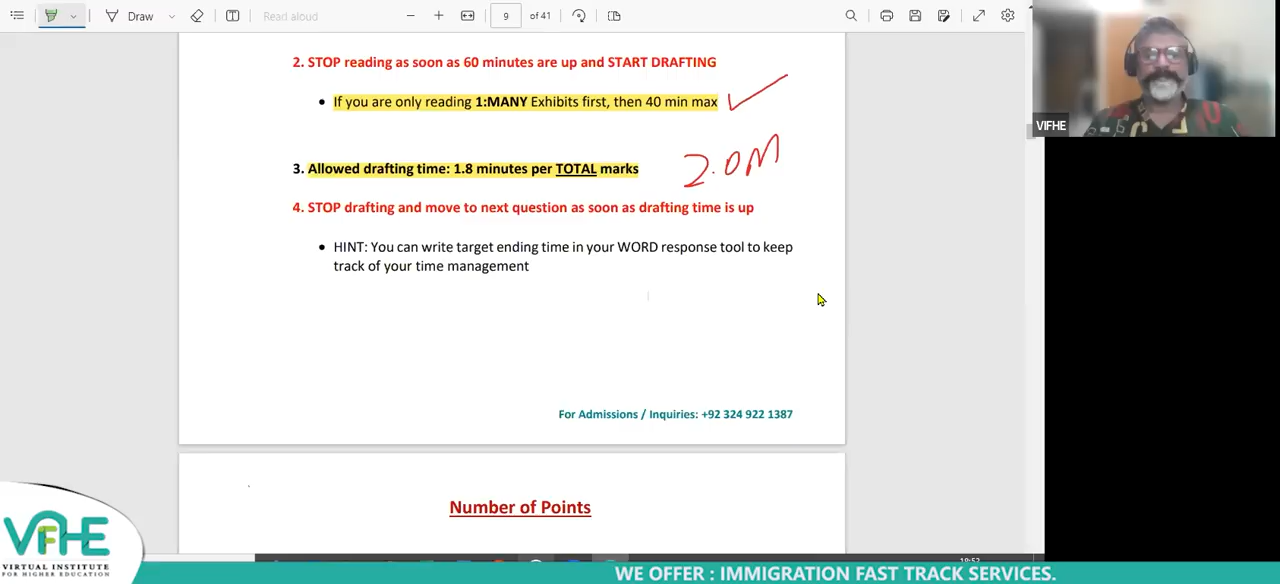 Draw
Read aloud
9
of 41
2. STOP reading as soon as 60 minutes are up and START DRAFTING
• If you are only reading 1:MANY Exhibits first, then 40 min max
3. Allowed drafting time: 1.8 minutes per TOTAL marks
2.0M
4. STOP drafting and move to next question as soon as drafting time is up
• HINT: You can write target ending time in your WORD response tool to keep
track of your time management
For Admissions / Inquiries: +92 324 922 1387
Number of Points
VIFHE
VIFHE
VIRTUAL INSTITUTE
FOR HIGHER EDUCATION
WE OFFER : IMMIGRATION FAST TRACK SERVICES.